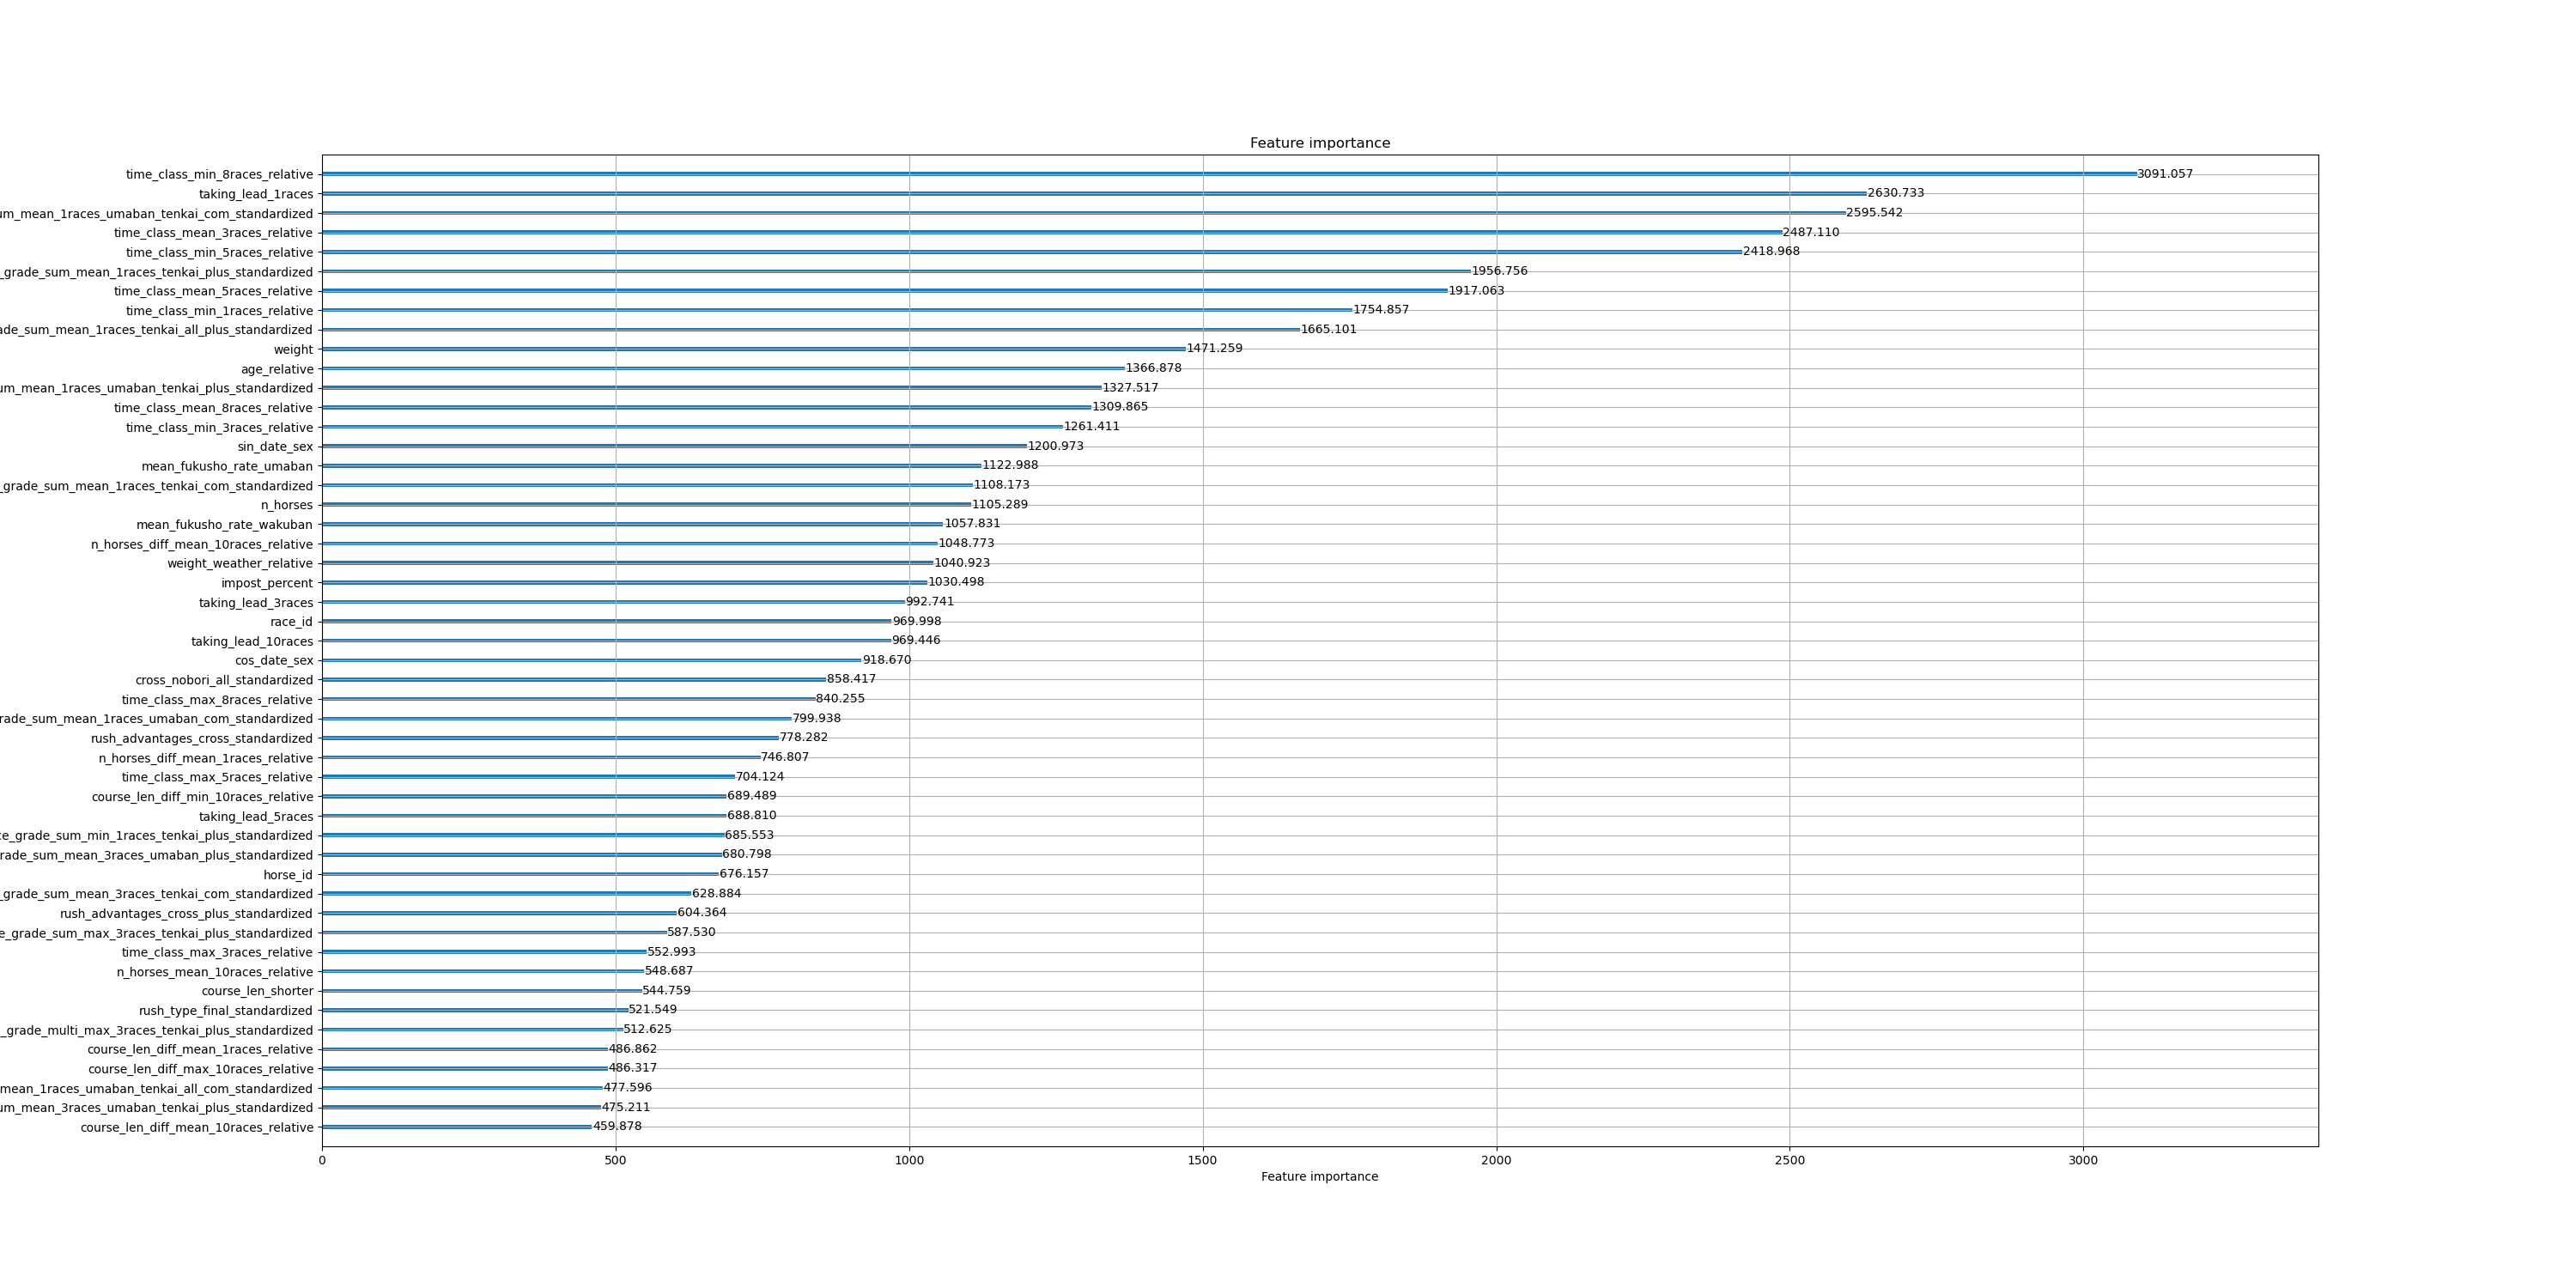 Feature importance
time_class_min_8races_relative 3091.057
taking_lead_1races 2630.733
um_mean_1races_umaban_tenkai_com_standardized 2595.542
time_class_mean_3races_relative 2487.110
time_class_min_5races_relative 2418.968
_grade_sum_mean_1races_tenkai_plus_standardized 1956.756
time_class_mean_5races_relative 1917.063
time_class_min_1races_relative 1754.857
ade_sum_mean_1races_tenkai_all_plus_standardized 1665.101
weight 1471.259
age_relative 1366.878
um_mean_1races_umaban_tenkai_plus_standardized 1327.517
time_class_mean_8races_relative 1309.865
time_class_min_3races_relative 1261.411
sin_date_sex 1200.973
mean_fukusho_rate_umaban 1122.988
_grade_sum_mean_1races_tenkai_com_standardized 1108.173
n_horses 1105.289
mean_fukusho_rate_wakuban 1057.831
n_horses_diff_mean_10races_relative 1048.773
weight_weather_relative 1040.923
impost_percent 1030.498
taking_lead_3races 992.741
race_id 969.998
taking_lead_10races 969.446
cos_date_sex 918.670
cross_nobori_all_standardized 858.417
time_class_max_8races_relative 840.255
rade_sum_mean_1races_umaban_com_standardized 799.938
rush_advantages_cross_standardized 778.282
n_horses_diff_mean_1races_relative 746.807
time_class_max_5races_relative 704.124
course_len_diff_min_10races_relative 689.489
taking_lead_5races 688.810
ce_grade_sum_min_1races_tenkai_plus_standardized 685.553
rade_sum_mean_3races_umaban_plus_standardized 680.798
horse_id 676.157
_grade_sum_mean_3races_tenkai_com_standardized 628.884
rush_advantages_cross_plus_standardized 604.364
e_grade_sum_max_3races_tenkai_plus_standardized 587.530
time_class_max_3races_relative 552.993
n_horses_mean_10races_relative 548.687
course_len_shorter 544.759
rush_type_final_standardized 521.549
_grade_multi_max_3races_tenkai_plus_standardized 512.625
course_len_diff_mean_1races_relative 486.862
course_len_diff_max_10races_relative 486.317
mean_1races_umaban_tenkai_all_com_standardized 477.596
um_mean_3races_umaban_tenkai_plus_standardized 475.211
course_len_diff_mean_10races_relative 459.878
0 500 1000 1500 2000 2500 3000
Feature importance